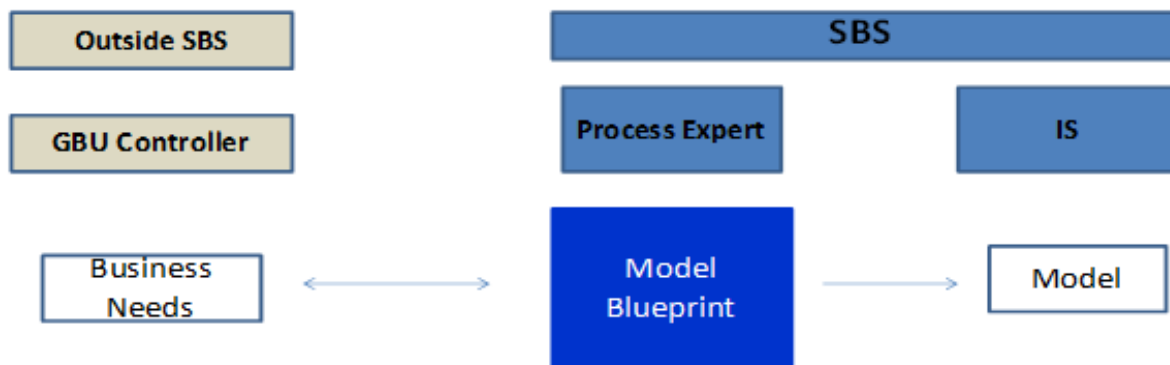 Outside SBS
SBS
GBU Controller
Process Expert
IS
Business
Needs
Model
Blueprint
Model